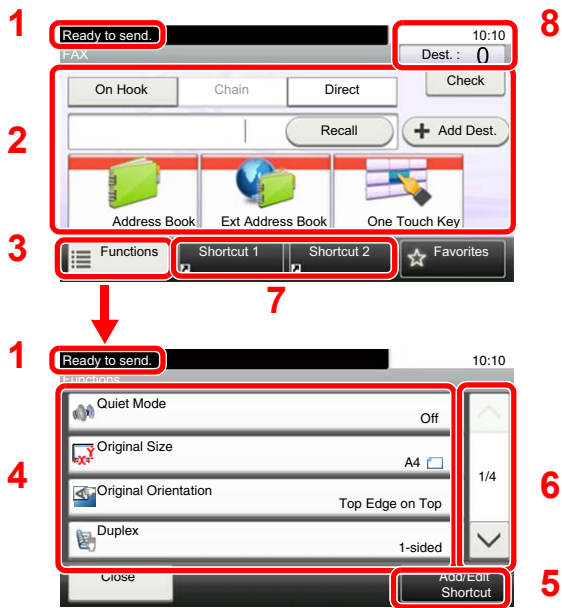 1
Ready to send.
10:10
8
FAX
Dest. : 0
On Hook
Chain
Direct
Check
2
Recall
Add Dest.
Address Book
Ext Address Book
One Touch Key
3
Functions
Shortcut 1
Shortcut 2
Favorites
7
1
Ready to send.
10:10
Functions
Quiet Mode
Off
4
Original Size
A4
1/4
6
Original Orientation
Top Edge on Top
Duplex
1-sided
Close
Add/Edit
Shortcut
5